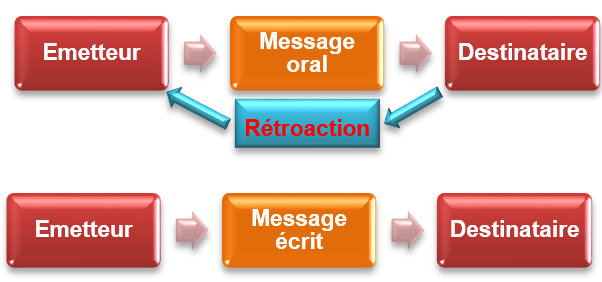 Emetteur
Message
oral
Destinataire
Rétroaction
Emetteur
Message
écrit
Destinataire